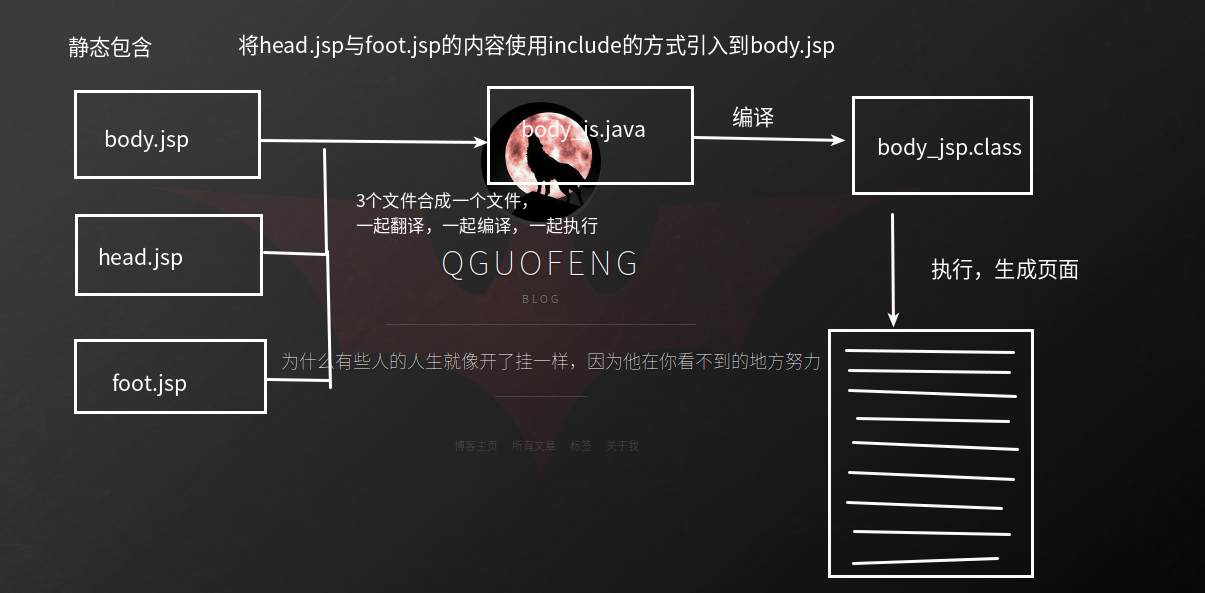 静态包含
将head.jsp与foot.jsp的内容使用include的方式引入到body.jsp
body.jsp
body_js.java
编译
body_jsp.class
3个文件合成一个文件，
一起翻译，一起编译，一起执行
head.jsp
QGUOFENG
执行，生成页面
BLOG
为什么有些人的人生就像开了挂一样，因为他在你看不到的地方努力
foot.jsp
博客主页 所有文章 标签 关于我